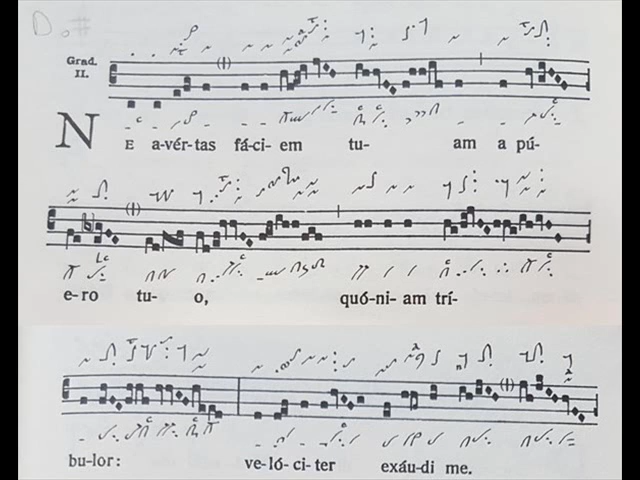 D. #
Grad.
II.
NE a-vér-tas fá-ci-em tu- am a pú-
e-ro tu- o, quó-ni-am trí-
bu-lor: ve-ló-ci-ter exáu-di me.